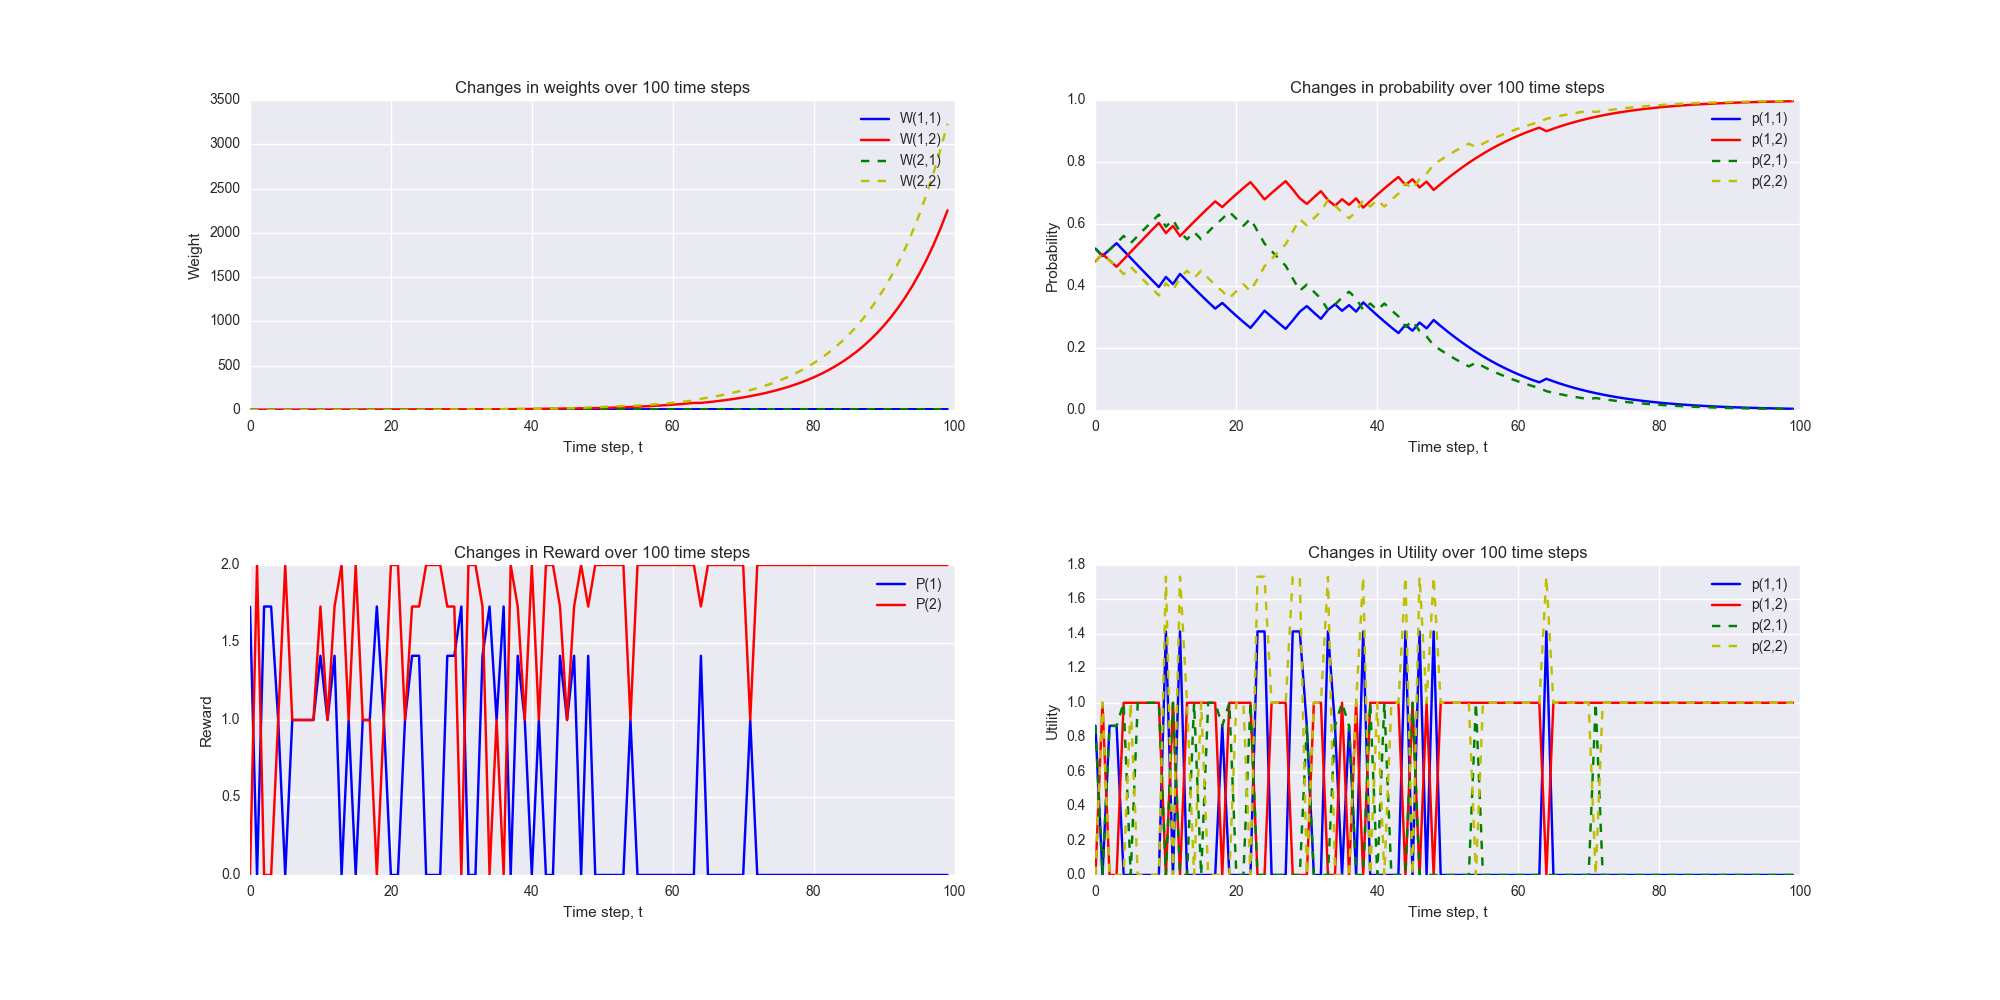 Changes in weights over 100 time steps
3500
3000
2500
2000
1500
1000
500
0
Weight
W(1,1)
W(1,2)
W(2,1)
W(2,2)
0 20 40 60 80 100
Time step, t
Changes in probability over 100 time steps
1.0
0.8
0.6
0.4
0.2
0.0
Probability
p(1,1)
p(1,2)
p(2,1)
p(2,2)
0 20 40 60 80 100
Time step, t
Changes in Reward over 100 time steps
2.0
1.5
1.0
0.5
0.0
Reward
P(1)
P(2)
0 20 40 60 80 100
Time step, t
Changes in Utility over 100 time steps
1.8
1.6
1.4
1.2
1.0
0.8
0.6
0.4
0.2
0.0
Utility
p(1,1)
p(1,2)
p(2,1)
p(2,2)
0 20 40 60 80 100
Time step, t